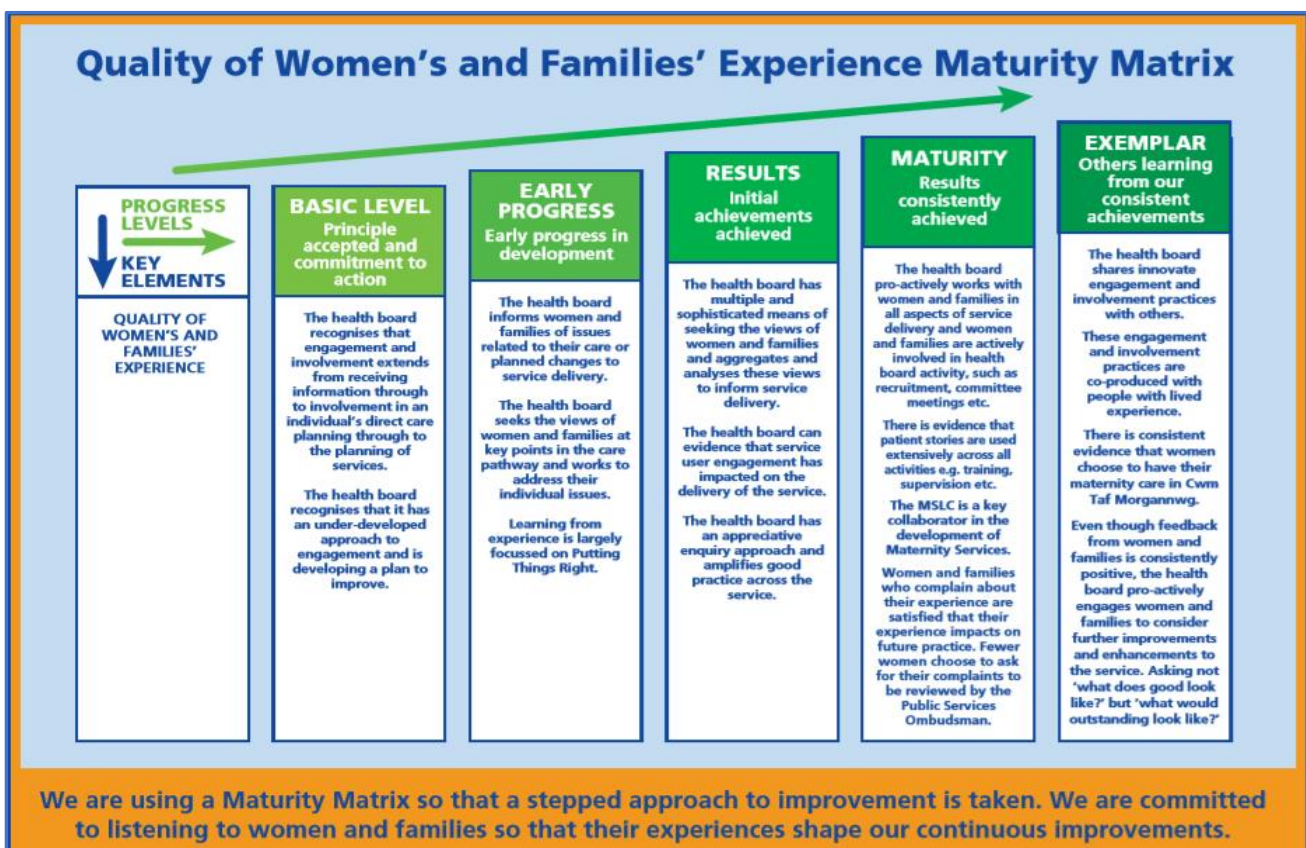 Quality of Women's and Families' Experience Maturity Matrix
PROGRESS
LEVELS
KEY
ELEMENTS
QUALITY OF
WOMEN'S AND
FAMILIES'
EXPERIENCE
BASIC LEVEL
Principle
accepted and
commitment to
action
The health board
recognises that
engagement and
involvement extends
from receiving
information through
to involvement in an
individual's direct care
planning through to
the planning of
services.
The health board
recognises that it has
an under-developed
approach to
engagement and is
developing a plan to
improve.
EARLY
PROGRESS
Early progress in
development
The health board
informs women and
families of issues
related to their care or
planned changes to
service delivery.
The health board
seeks the views of
women and families at
key points in the care
pathway and works to
address their
individual issues.
Learning from
experience is largely
focussed on Putting
Things Right.
RESULTS
Initial
achievements
achieved
The health board has
multiple and
sophisticated means of
seeking the views of
women and families
and aggregates and
analyses these views
to inform service
delivery.
The health board can
evidence that service
user engagement has
impacted on the
delivery of the service.
The health board has
an appreciative
enquiry approach and
amplifies good
practice across the
service.
MATURITY
Results
consistently
achieved
The health board
pro-actively works with
women and families in
all aspects of service
delivery and women
and families are actively
involved in health
board activity, such as
recruitment, committee
meetings etc.
There is evidence that
patient stories are used
extensively across all
activities e.g. training,
supervision etc.
The MSLC is a key
collaborator in the
development of
Maternity Services.
Women and families
who complain about
their experience are
satisfied that their
experience impacts on
future practice. Fewer
women choose to ask
for their complaints to
be reviewed by the
Public Services
Ombudsman.
EXEMPLAR
Others learning
from our
consistent
achievements
The health board
shares innovate
engagement and
involvement practices
with others.
These engagement
and involvement
practices are
co-produced with
people with lived
experience.
There is consistent
evidence that women
choose to have their
maternity care in Cwm
Taf Morgannwg.
Even though feedback
from women and
families is consistently
positive, the health
board pro-actively
engages women and
families to consider
further improvements
and enhancements to
the service. Asking not
'what does good look
like?' but 'what would
outstanding look like?'
We are using a Maturity Matrix so that a stepped approach to improvement is taken. We are committed
to listening to women and families so that their experiences shape our continuous improvements.